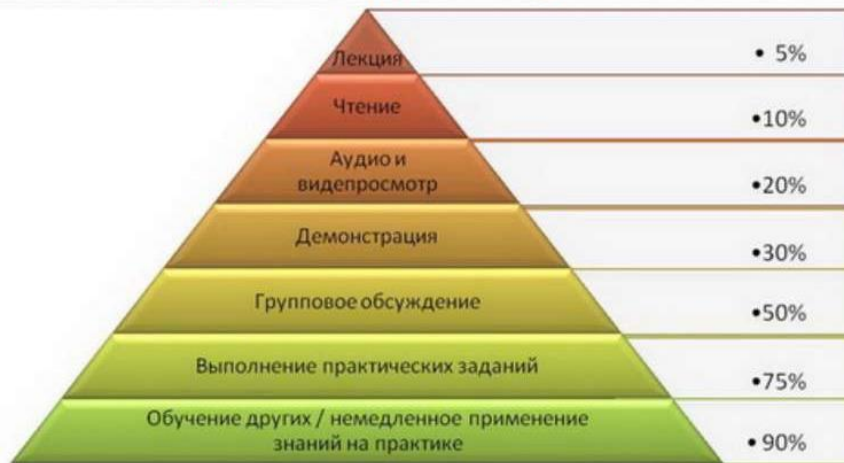 Лекция
• 5%
Чтение
•10%
Аудио и
видепросмотр
•20%
Демонстрация
•30%
Групповое обсуждение
•50%
Выполнение практических заданий
•75%
Обучение других / немедленное применение
знаний на практике
• 90%